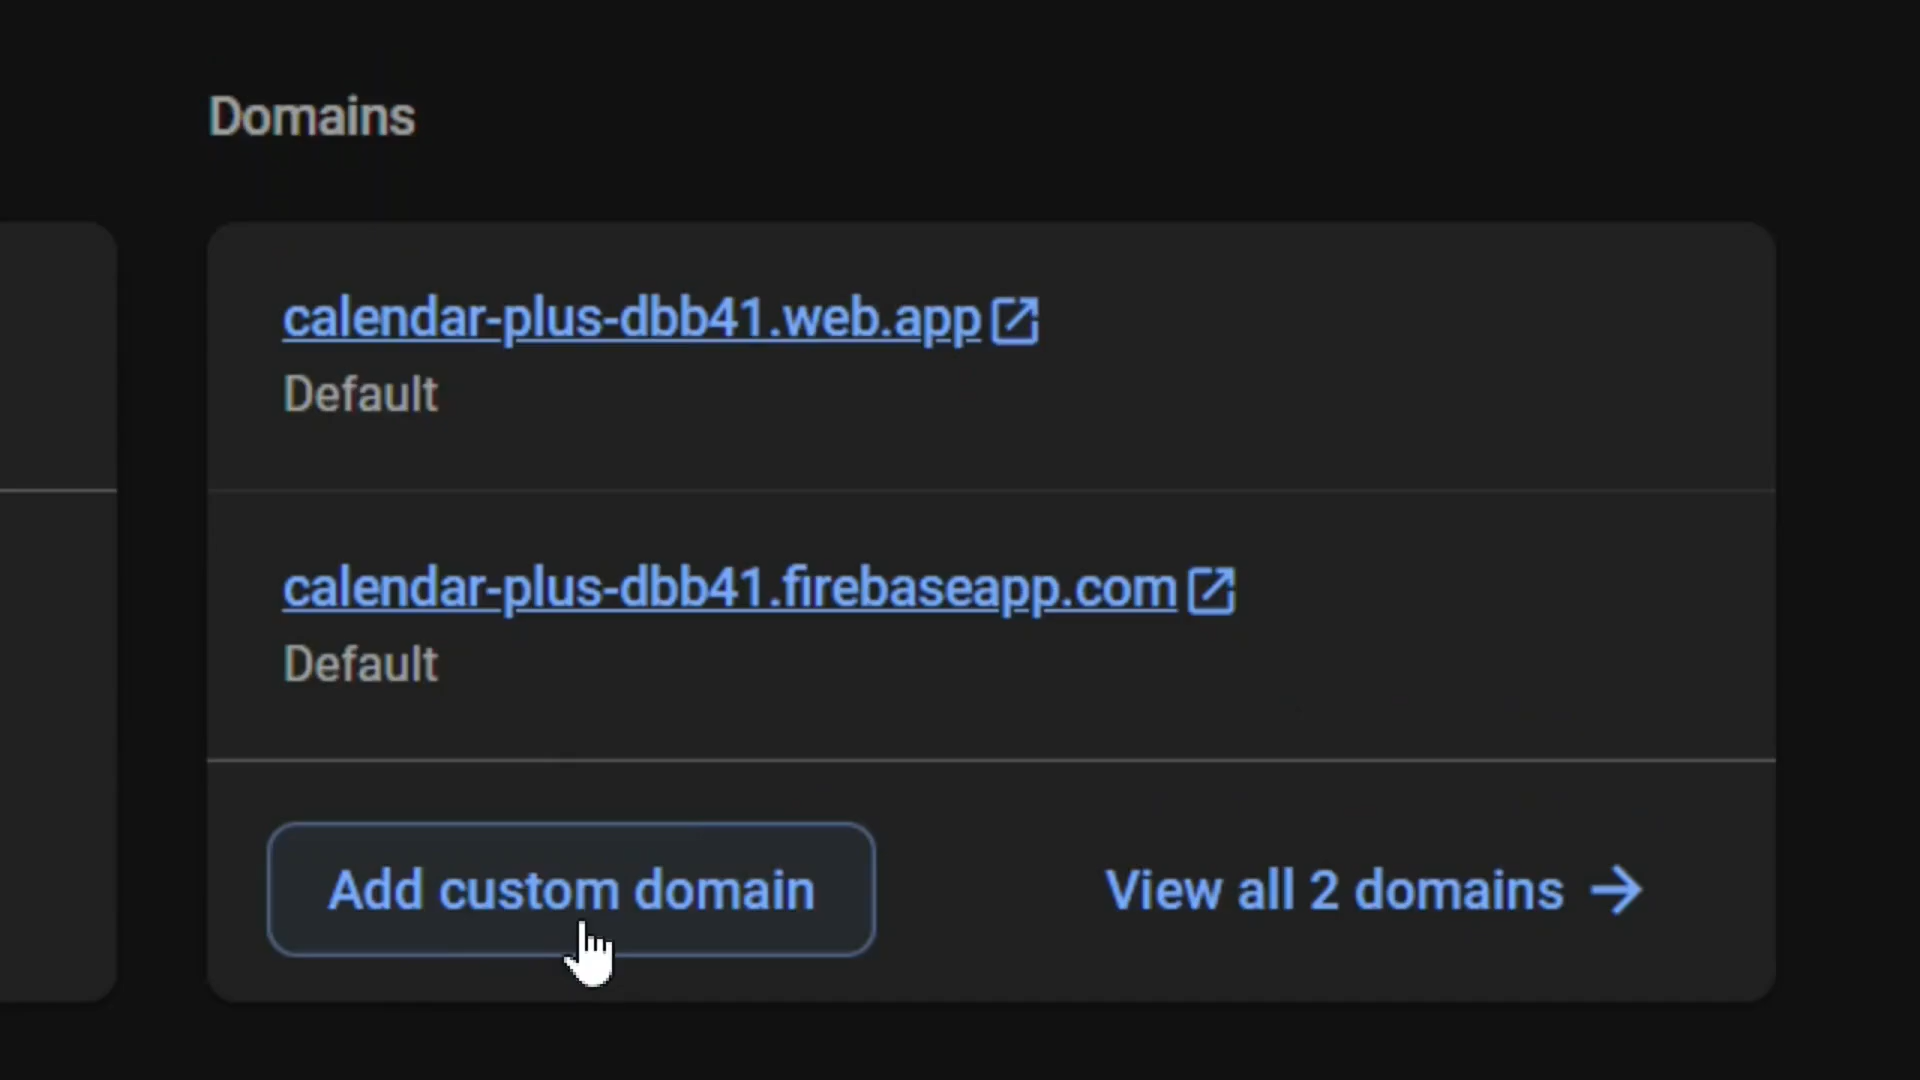 Domains
calendar-plus-dbb41.web.app
Default
calendar-plus-dbb41.firebaseapp.com
Default
Add custom domain
View all 2 domains